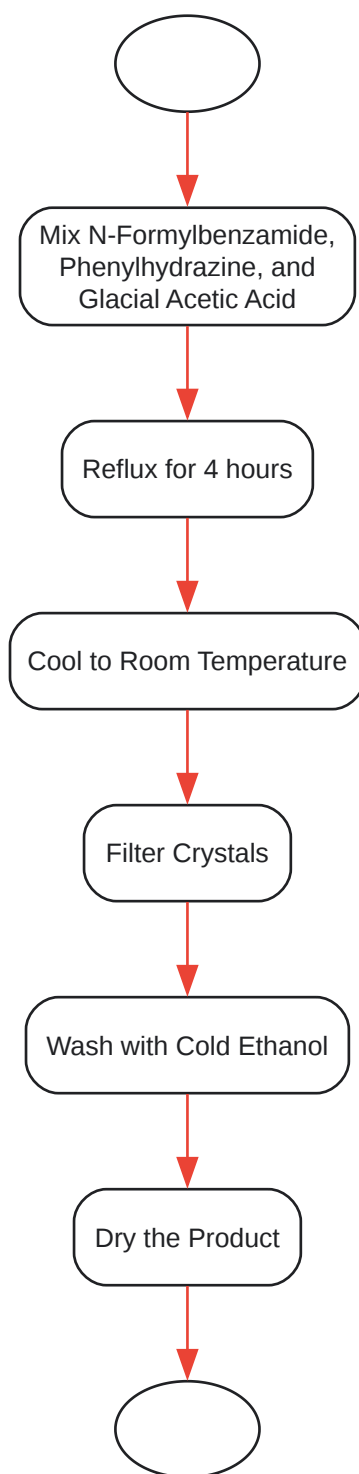 Mix N-Formylbenzamide,
Phenylhydrazine, and
Glacial Acetic Acid
Reflux for 4 hours
Cool to Room Temperature
Filter Crystals
Wash with Cold Ethanol
Dry the Product